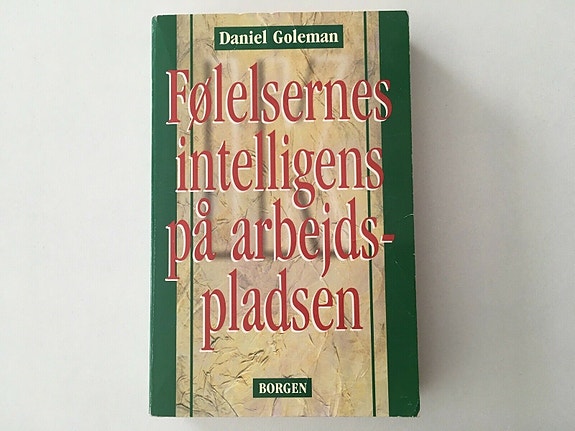 Daniel Goleman
Følelsernes
intelligens
på arbejds-
pladsen
BORGEN